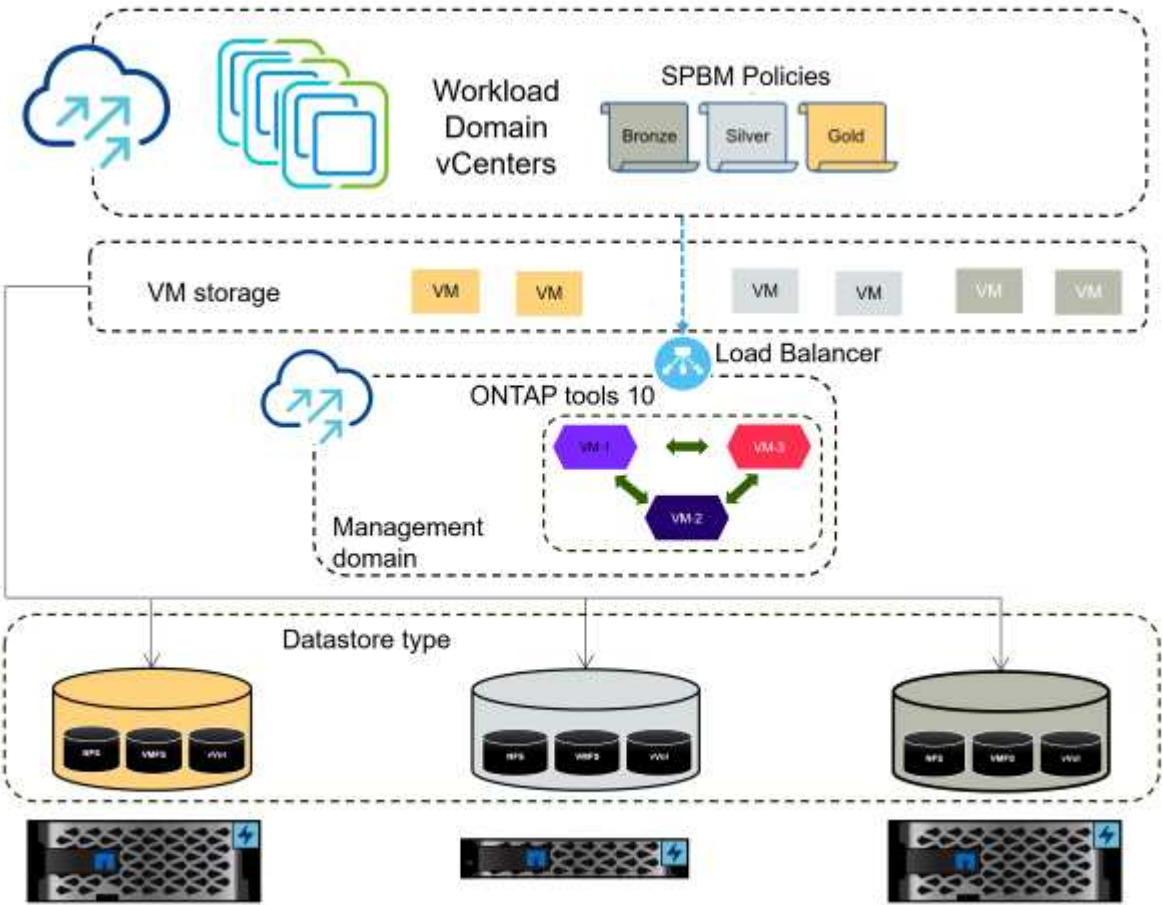 SPBM Policies
Workload
Domain
vCenters
Bronze
Silver
Gold
VM storage
VM
VM
VM
VM
VM
VM
Load Balancer
ONTAP tools 10
VM-1
VM-3
VM-2
Management
domain
Datastore type
NFS
VMFS
vVol
NFS
VMFS
vVol
NFS
VMFS
vVol